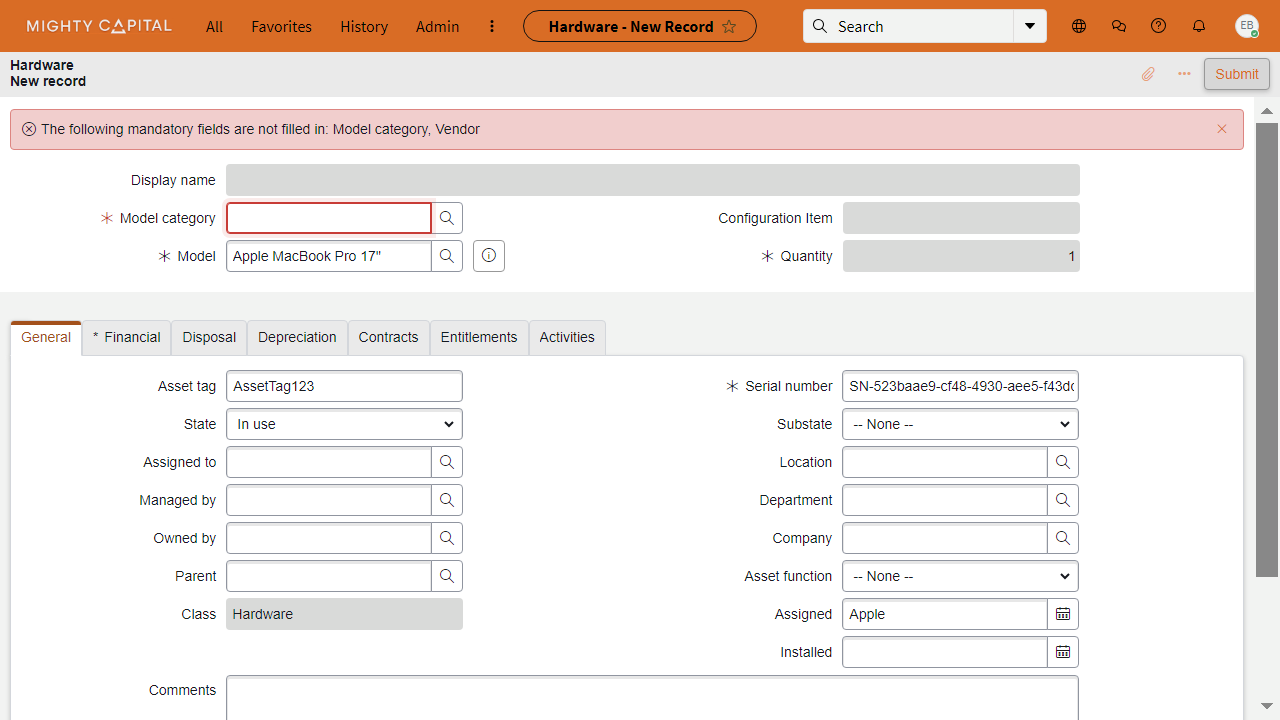 MIGHTY CAPITAL All Favorites History Admin Hardware - New Record Search EB
Hardware
New record
Submit
The following mandatory fields are not filled in: Model category, Vendor
Display name
Model category
Configuration Item
Model Apple MacBook Pro 17"
Quantity 1
General * Financial Disposal Depreciation Contracts Entitlements Activities
Asset tag AssetTag123
Serial number SN-523baae9-cf48-4930-aee5-f43dc
State In use
Substate -- None --
Assigned to
Location
Managed by
Department
Owned by
Company
Parent
Asset function -- None --
Class Hardware
Assigned Apple
Installed
Comments